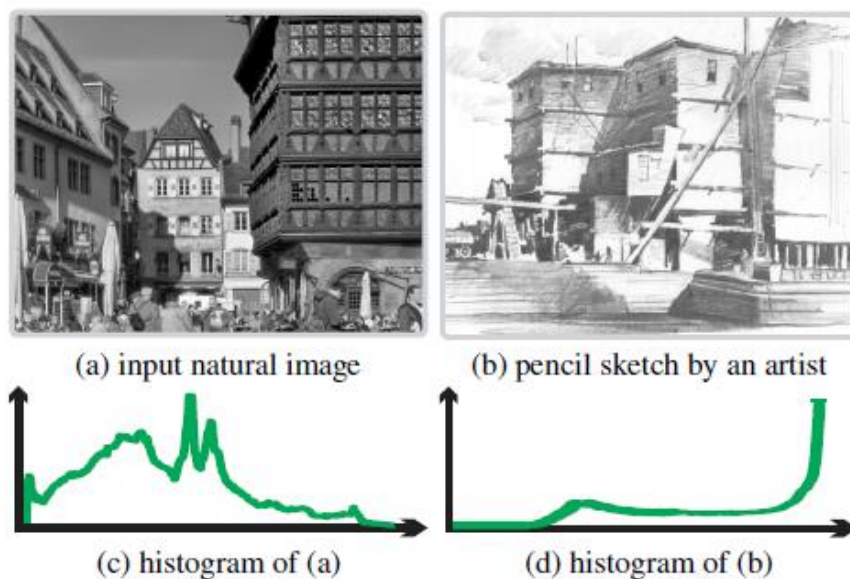 (a) input natural image
(b) pencil sketch by an artist
(c) histogram of (a)
(d) histogram of (b)